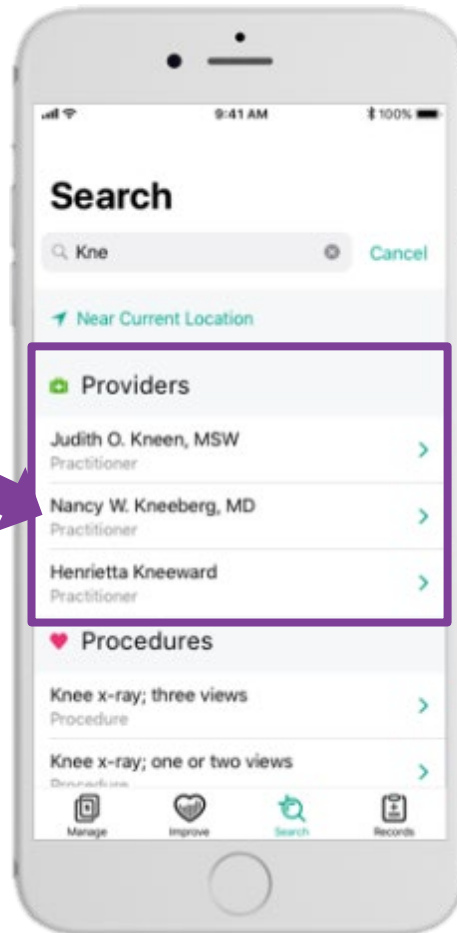 9:41 AM
100%
Search
Kne
Cancel
Near Current Location
Providers
Judith O. Kneen, MSW
Practitioner
Nancy W. Kneeberg, MD
Practitioner
Henrietta Kneeward
Practitioner
Procedures
Knee x-ray; three views
Procedure
Knee x-ray; one or two views
Procedure
Manage
Improve
Search
Records